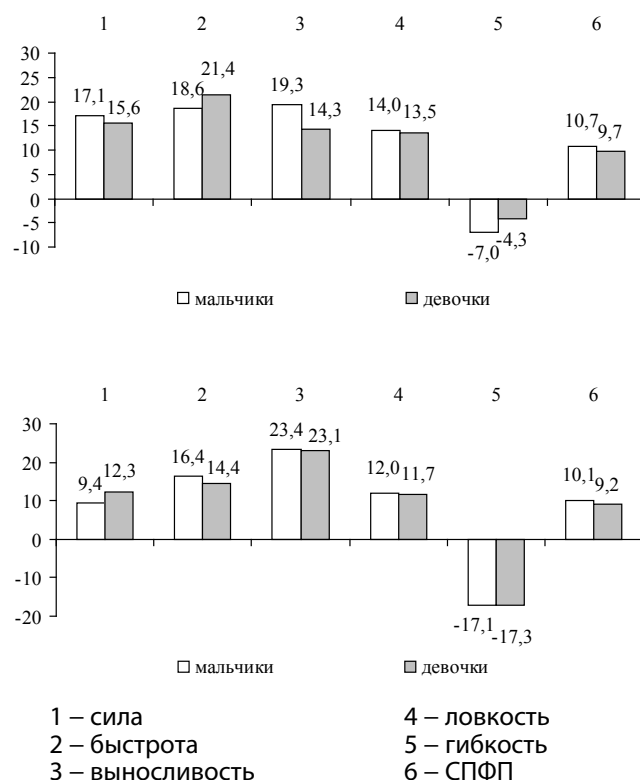 1 2 3 4 5 6
30
25
20
15
10
5
0
-5
-10
17,1 15,6 18,6 21,4 19,3 14,3 14,0 13,5 -7,0 -4,3 10,7 9,7
мальчики девочки
1 2 3 4 5 6
30
20
10
0
-10
-20
9,4 12,3 16,4 14,4 23,4 23,1 12,0 11,7 -17,1 -17,3 10,1 9,2
мальчики девочки
1 – сила 4 – ловкость
2 – быстрота 5 – гибкость
3 – выносливость 6 – СПФП